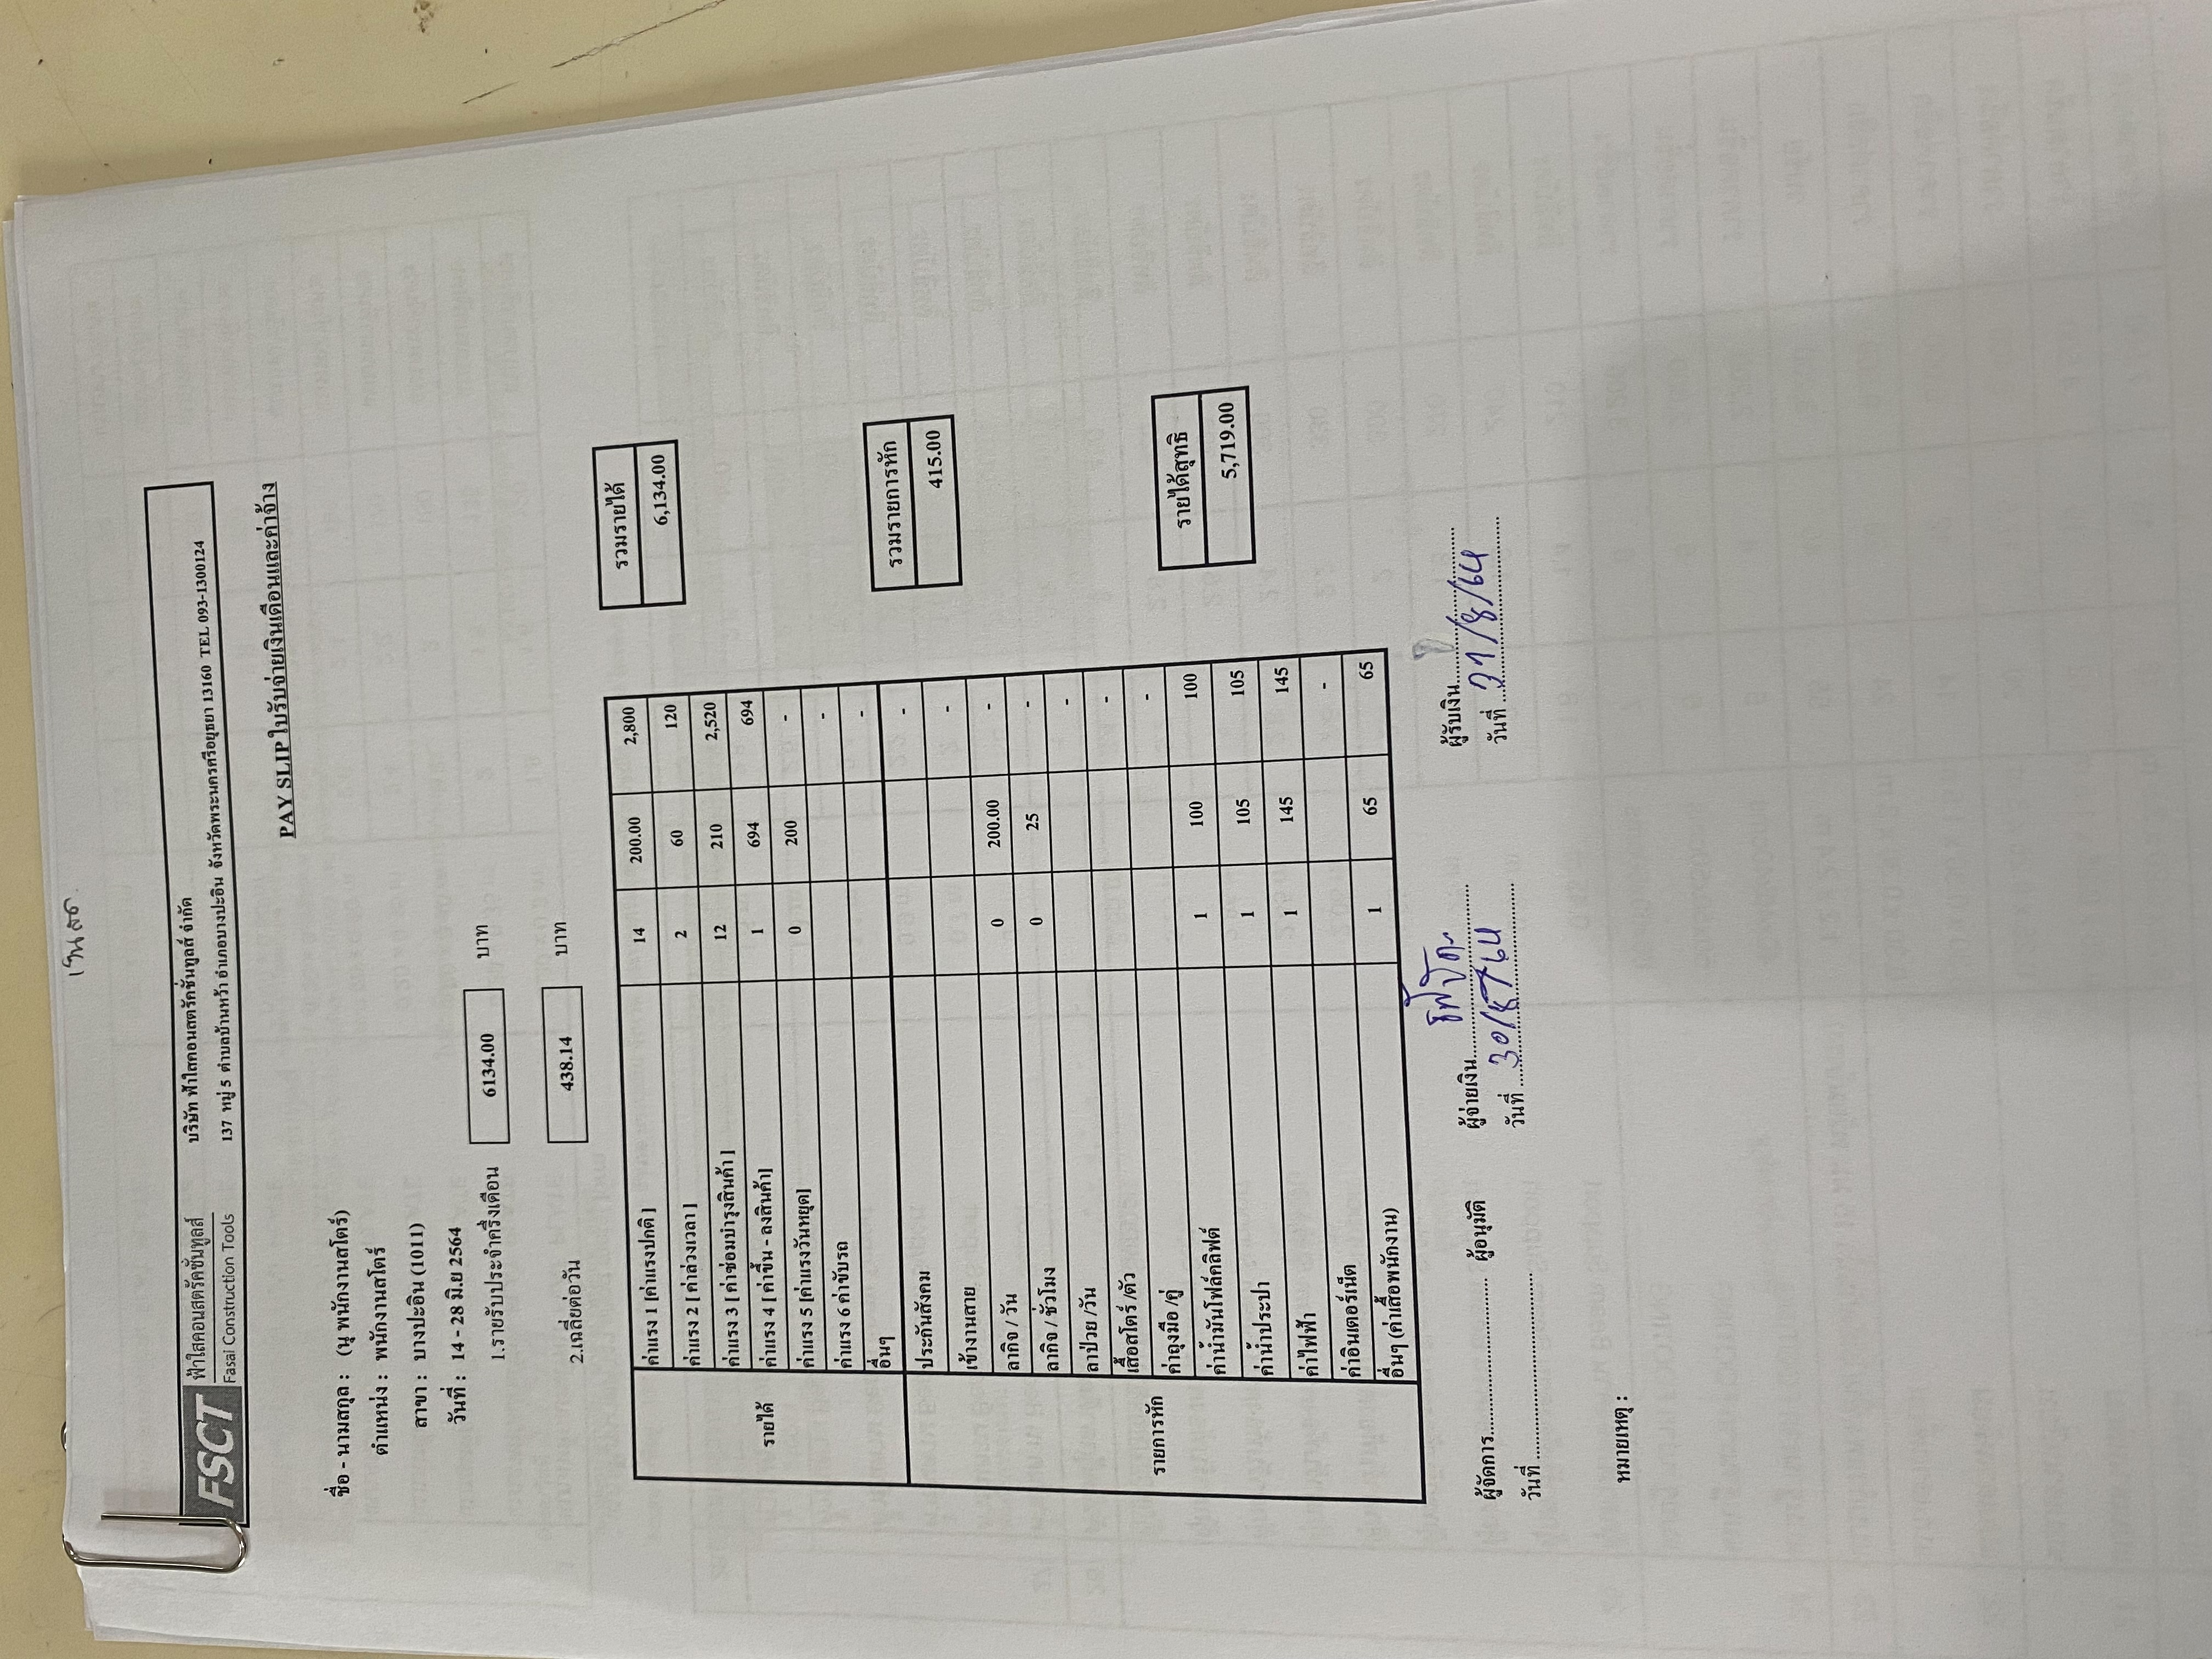 เงินสด
FSCT
ฟ้าใสคอนสตรัคชั่นทูลส์
Fasai Construction Tools
บริษัท ฟ้าใสคอนสตรัคชั่นทูลส์ จำกัด
137 หมู่ 5 ตำบลบ้านหว้า อำเภอบางปะอิน จังหวัดพระนครศรีอยุธยา 13160 TEL 093-1300124
PAY SLIP ใบรับจ่ายเงินเดือนและค่าจ้าง
ชื่อ - นามสกุล : (นุ พนักงานสโตร์)
ตำแหน่ง : พนักงานสโตร์
สาขา : บางปะอิน (1011)
วันที่ : 14 - 28 มิ.ย 2564
1.รายรับประจำครึ่งเดือน 6134.00 บาท
2.เฉลี่ยต่อวัน 438.14 บาท
รายได้
ค่าแรง 1 [ค่าแรงปกติ ] 14 200.00 2,800
ค่าแรง 2 [ ค่าล่วงเวลา ] 2 60 120
ค่าแรง 3 [ ค่าซ่อมบำรุงสินค้า ] 12 210 2,520
ค่าแรง 4 [ ค่าขึ้น - ลงสินค้า] 1 694 694
ค่าแรง 5 [ค่าแรงวันหยุด] 0 200 -
ค่าแรง 6 ค่าขับรถ -
อื่นๆ -
รวมรายได้
6,134.00
รายการหัก
ประกันสังคม -
เข้างานสาย -
ลากิจ / วัน 0 200.00 -
ลากิจ / ชั่วโมง 0 25 -
ลาป่วย /วัน -
เสื้อสโตร์ /ตัว -
ค่าถุงมือ /คู่ -
ค่าน้ำมันโฟล์คลิฟต์ 1 100 100
ค่าน้ำประปา 1 105 105
ค่าไฟฟ้า 1 145 145
ค่าอินเตอร์เน็ต -
อื่นๆ (ค่าเสื้อพนักงาน) 1 65 65
รวมรายการหัก
415.00
รายได้สุทธิ
5,719.00
ผู้จัดการ.............................. ผู้อนุมัติ
วันที่ ...................................
ผู้จ่ายเงิน.................................
วันที่ 30/8/64
ผู้รับเงิน..............................
วันที่ 31/8/64
หมายเหตุ :